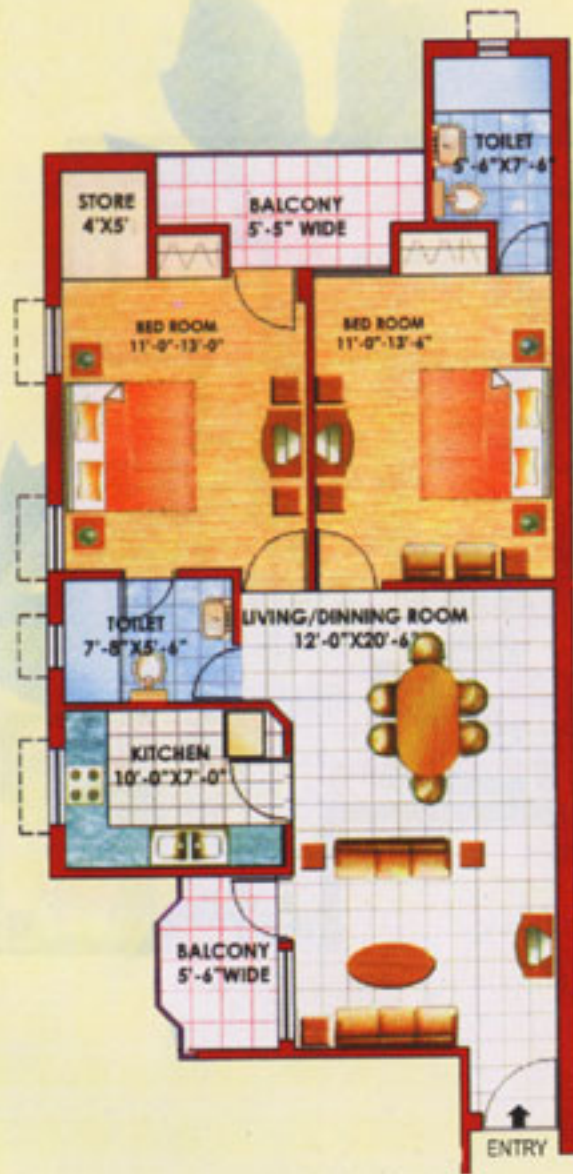 TOILET
5'-6"X7'-6"
STORE
4'X5'
BALCONY
5'-5" WIDE
BED ROOM
11'-0"-13'-0"
BED ROOM
11'-0"-13'-6"
TOILET
7'-8"X5'-6"
LIVING/DINNING ROOM
12'-0"X20'-6"
KITCHEN
10'-0"X7'-0"
BALCONY
5'-6"WIDE
ENTRY